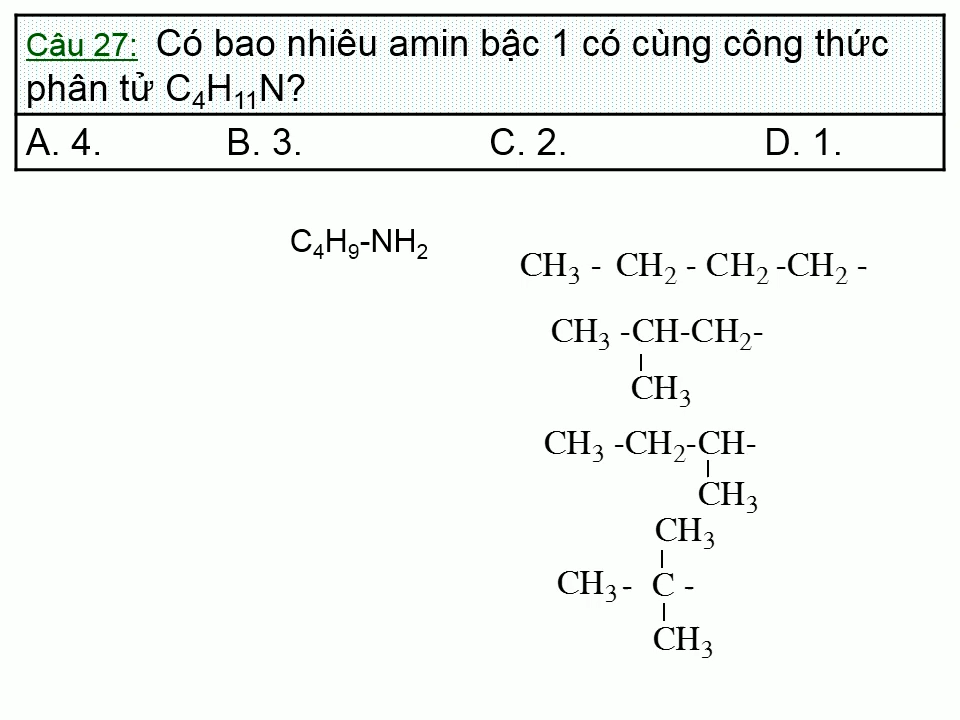 Câu 27: Có bao nhiêu amin bậc 1 có cùng công thức
phân tử C₄H₁₁N?
A. 4. B. 3. C. 2. D. 1.
C₄H₉-NH₂
CH₃ - CH₂ - CH₂ -CH₂ -
CH₃ -CH-CH₂-
CH₃
CH₃ -CH₂-CH-
CH₃
CH₃
CH₃ - C -
CH₃